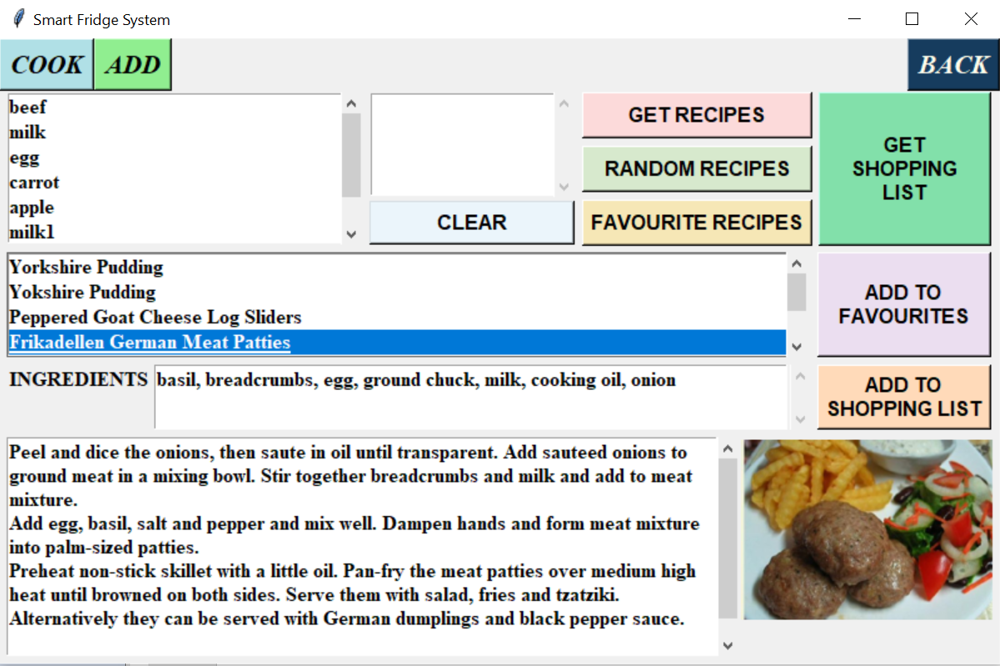 Smart Fridge System
COOK ADD BACK
beef
milk
egg
carrot
apple
milk1
CLEAR
GET RECIPES
RANDOM RECIPES
FAVOURITE RECIPES
GET
SHOPPING
LIST
Yorkshire Pudding
Yokshire Pudding
Peppered Goat Cheese Log Sliders
Frikadellen German Meat Patties
ADD TO
FAVOURITES
INGREDIENTS basil, breadcrumbs, egg, ground chuck, milk, cooking oil, onion
ADD TO
SHOPPING LIST
Peel and dice the onions, then saute in oil until transparent. Add sauteed onions to
ground meat in a mixing bowl. Stir together breadcrumbs and milk and add to meat
mixture.
Add egg, basil, salt and pepper and mix well. Dampen hands and form meat mixture
into palm-sized patties.
Preheat non-stick skillet with a little oil. Pan-fry the meat patties over medium high
heat until browned on both sides. Serve them with salad, fries and tzatziki.
Alternatively they can be served with German dumplings and black pepper sauce.